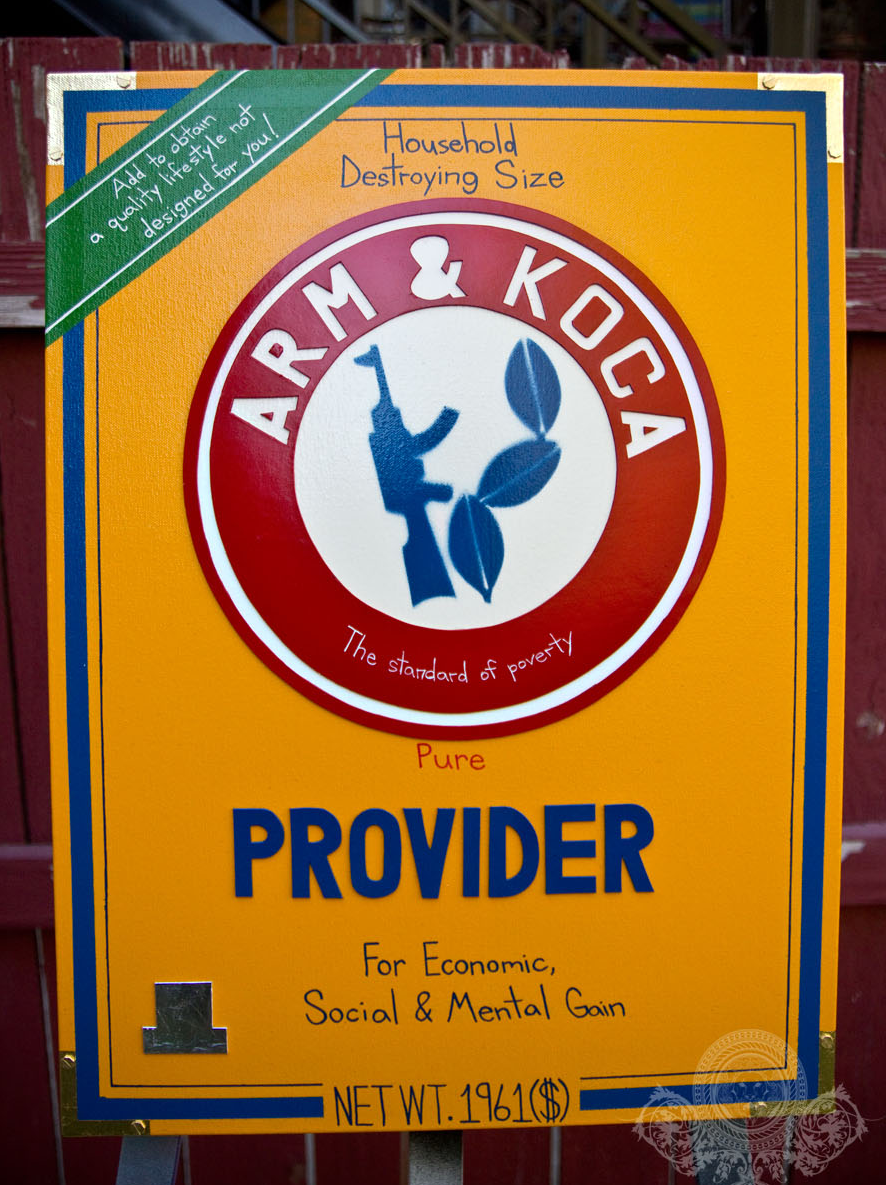 Add to obtain
a quality lifestyle not
designed for you!
Household
Destroying Size
ARM & KOCA
The standard of poverty
Pure
PROVIDER
For Economic,
Social & Mental Gain
NET WT. 1961($)